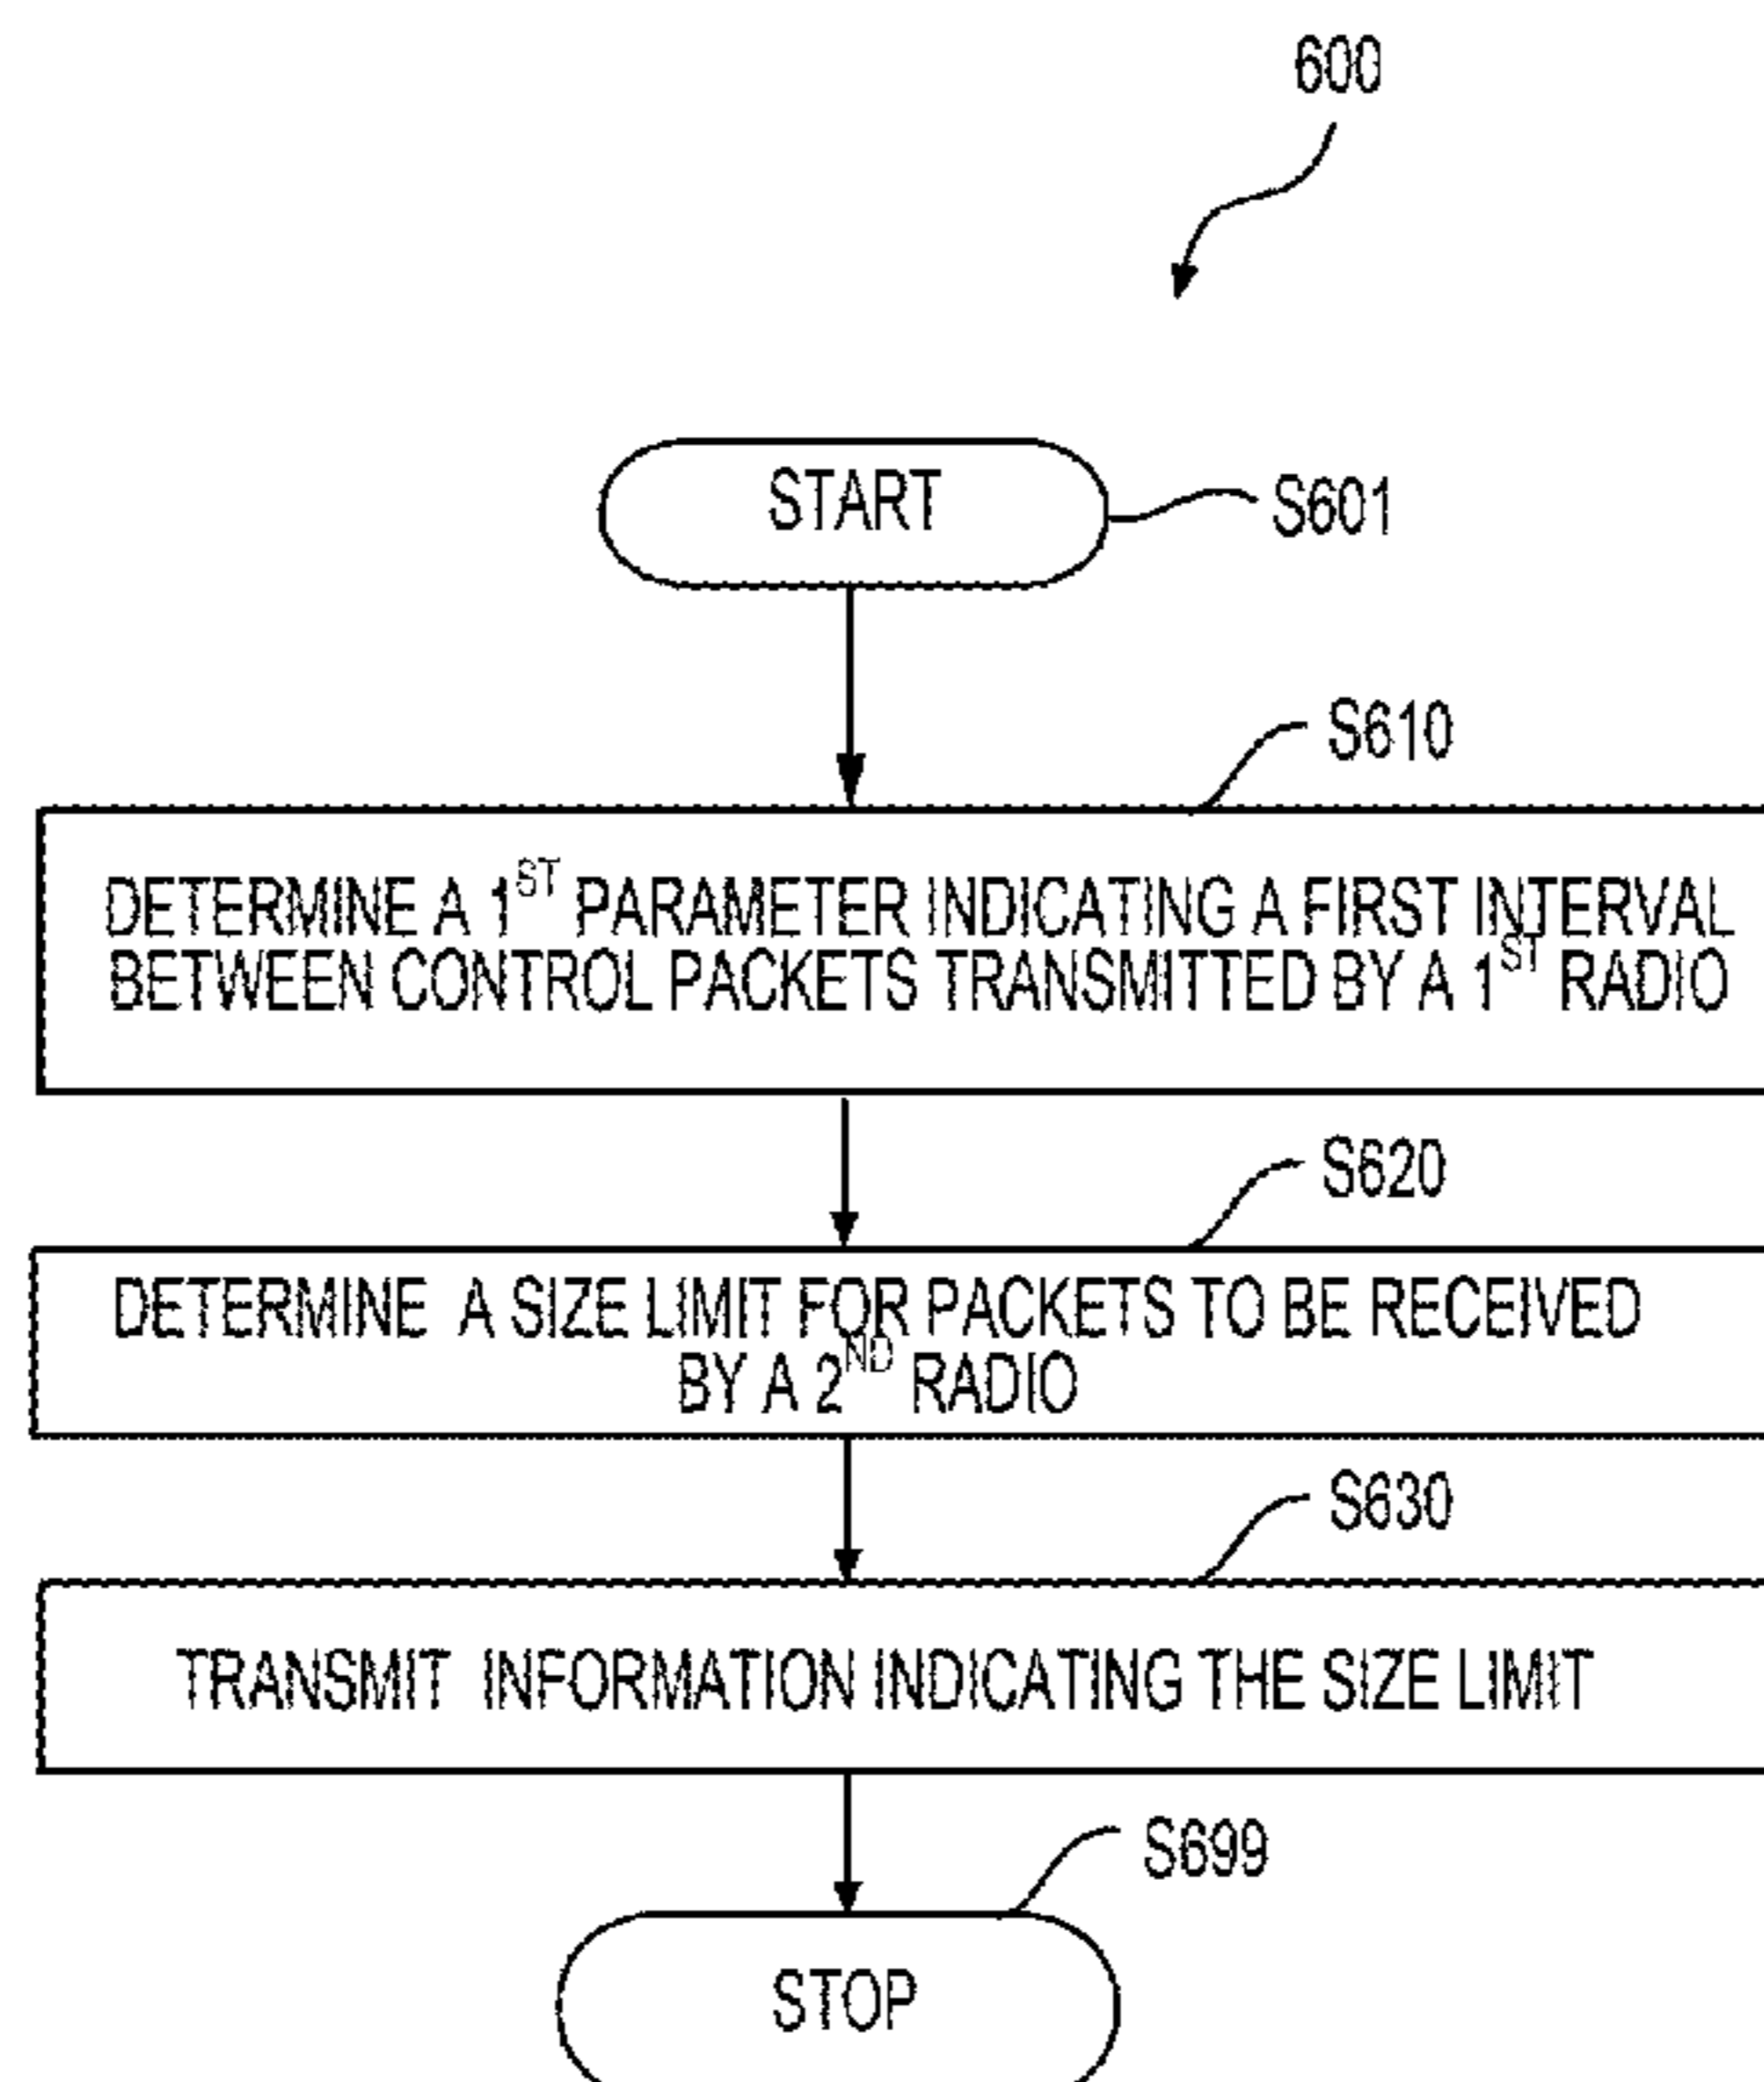 600
START
S601
S610
DETERMINE A 1ST PARAMETER INDICATING A FIRST INTERVAL
BETWEEN CONTROL PACKETS TRANSMITTED BY A 1ST RADIO
S620
DETERMINE A SIZE LIMIT FOR PACKETS TO BE RECEIVED
BY A 2ND RADIO
S630
TRANSMIT INFORMATION INDICATING THE SIZE LIMIT
S699
STOP